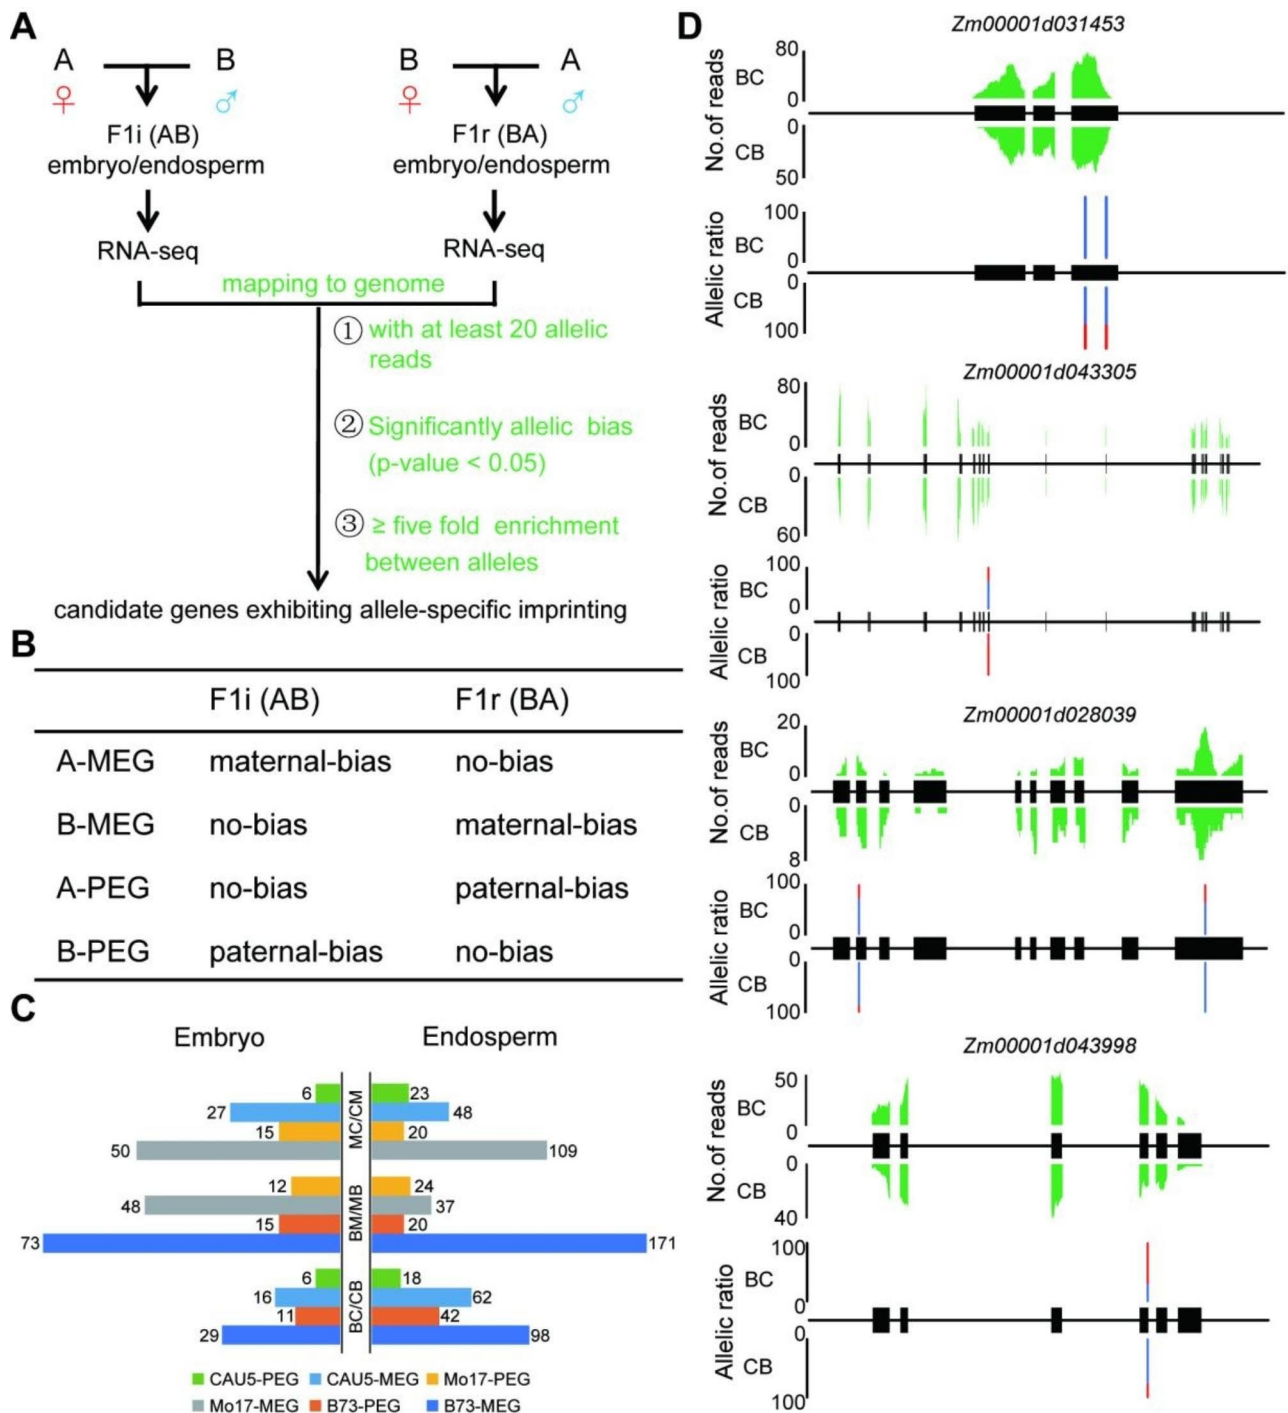 A
A B B A
♀ ♂ ♀ ♂
F1i (AB) F1r (BA)
embryo/endosperm embryo/endosperm
RNA-seq RNA-seq
mapping to genome
① with at least 20 allelic
reads
② Significantly allelic bias
(p-value < 0.05)
③ ≥ five fold enrichment
between alleles
candidate genes exhibiting allele-specific imprinting
B
F1i (AB) F1r (BA)
A-MEG maternal-bias no-bias
B-MEG no-bias maternal-bias
A-PEG no-bias paternal-bias
B-PEG paternal-bias no-bias
C
Embryo Endosperm
MC/CM
6 23
27 48
15 20
50 109
BM/MB
12 24
48 37
15 20
73 171
BC/CB
6 18
16 62
11 42
29 98
CAU5-PEG CAU5-MEG Mo17-PEG
Mo17-MEG B73-PEG B73-MEG
D
Zm00001d031453
No.of reads
80
BC
0
0
CB
50
Allelic ratio
100
BC
0
0
CB
100
Zm00001d043305
No.of reads
80
BC
0
0
CB
60
Allelic ratio
100
BC
0
0
CB
100
Zm00001d028039
No.of reads
20
BC
0
0
CB
8
Allelic ratio
100
BC
0
0
CB
100
Zm00001d043998
No.of reads
50
BC
0
0
CB
40
Allelic ratio
100
BC
0
0
CB
100